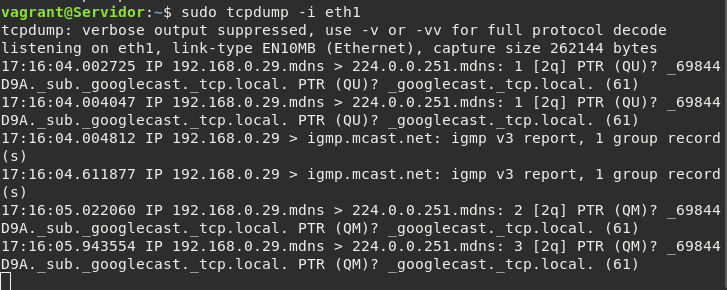 vagrant@Servidor:~$ sudo tcpdump -i eth1
tcpdump: verbose output suppressed, use -v or -vv for full protocol decode
listening on eth1, link-type EN10MB (Ethernet), capture size 262144 bytes
17:16:04.002725 IP 192.168.0.29.mdns > 224.0.0.251.mdns: 1 [2q] PTR (QU)? _69844
D9A._sub._googlecast._tcp.local. PTR (QU)? _googlecast._tcp.local. (61)
17:16:04.004047 IP 192.168.0.29.mdns > 224.0.0.251.mdns: 1 [2q] PTR (QU)? _69844
D9A._sub._googlecast._tcp.local. PTR (QU)? _googlecast._tcp.local. (61)
17:16:04.004812 IP 192.168.0.29 > igmp.mcast.net: igmp v3 report, 1 group record
(s)
17:16:04.611877 IP 192.168.0.29 > igmp.mcast.net: igmp v3 report, 1 group record
(s)
17:16:05.022060 IP 192.168.0.29.mdns > 224.0.0.251.mdns: 2 [2q] PTR (QM)? _69844
D9A._sub._googlecast._tcp.local. PTR (QM)? _googlecast._tcp.local. (61)
17:16:05.943554 IP 192.168.0.29.mdns > 224.0.0.251.mdns: 3 [2q] PTR (QM)? _69844
D9A._sub._googlecast._tcp.local. PTR (QM)? _googlecast._tcp.local. (61)